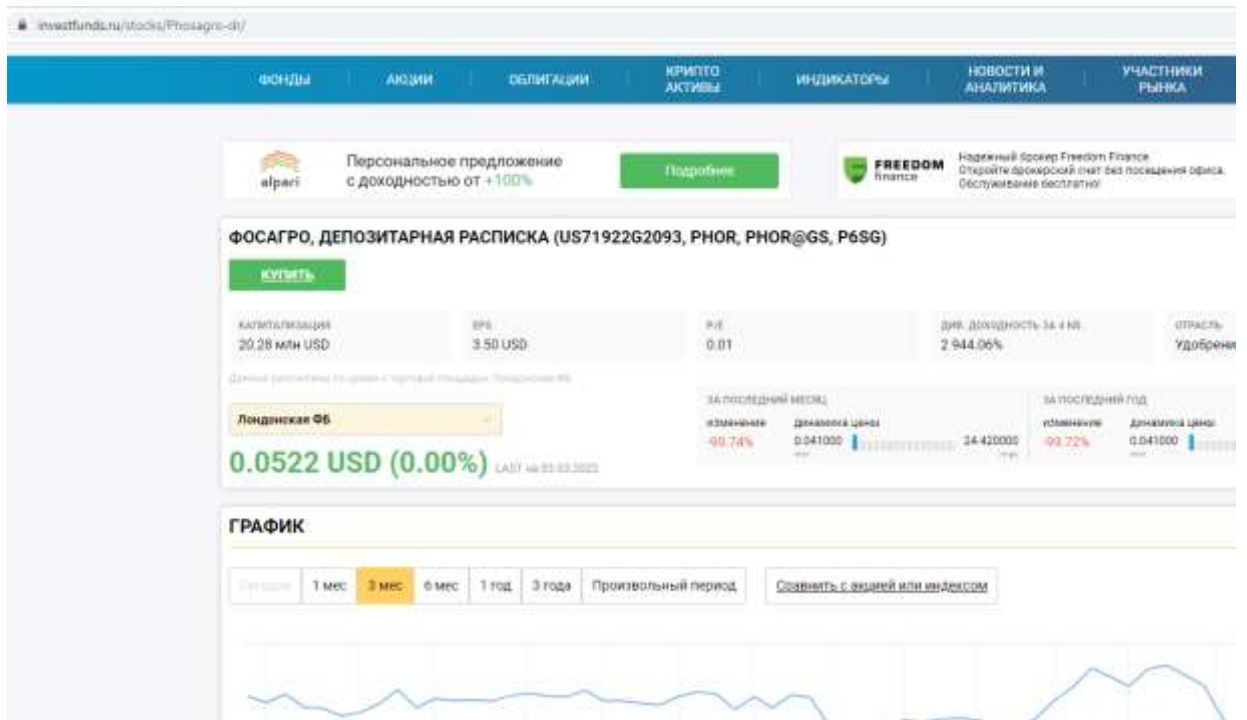 investfunds.ru/stocks/Phosagro-dr/
ФОНДЫ АКЦИИ ОБЛИГАЦИИ КРИПТО АКТИВЫ ИНДИКАТОРЫ НОВОСТИ И АНАЛИТИКА УЧАСТНИКИ РЫНКА
alpari
Персональное предложение
с доходностью от +100%
Подробнее
FREEDOM
finance
Надежный брокер Freedom Finance.
Откройте брокерский счет без посещения офиса.
Обслуживание бесплатно!
ФОСАГРО, ДЕПОЗИТАРНАЯ РАСПИСКА (US71922G2093, PHOR, PHOR@GS, P6SG)
КУПИТЬ
КАПИТАЛИЗАЦИЯ EPS P/E ДИВ. ДОХОДНОСТЬ ЗА 4 КВ. ОТРАСЛЬ
20.28 млн USD 3.50 USD 0.01 2 944.06% Удобрени
Лондонская ФБ
ЗА ПОСЛЕДНИЙ МЕСЯЦ ЗА ПОСЛЕДНИЙ ГОД
изменение динамика цены изменение динамика цены
-99.74% 0.041000 24.420000 -99.72% 0.041000
0.0522 USD (0.00%)
ГРАФИК
Сегодня 1 мес 3 мес 6 мес 1 год 3 года Произвольный период Сравнить с акцией или индексом